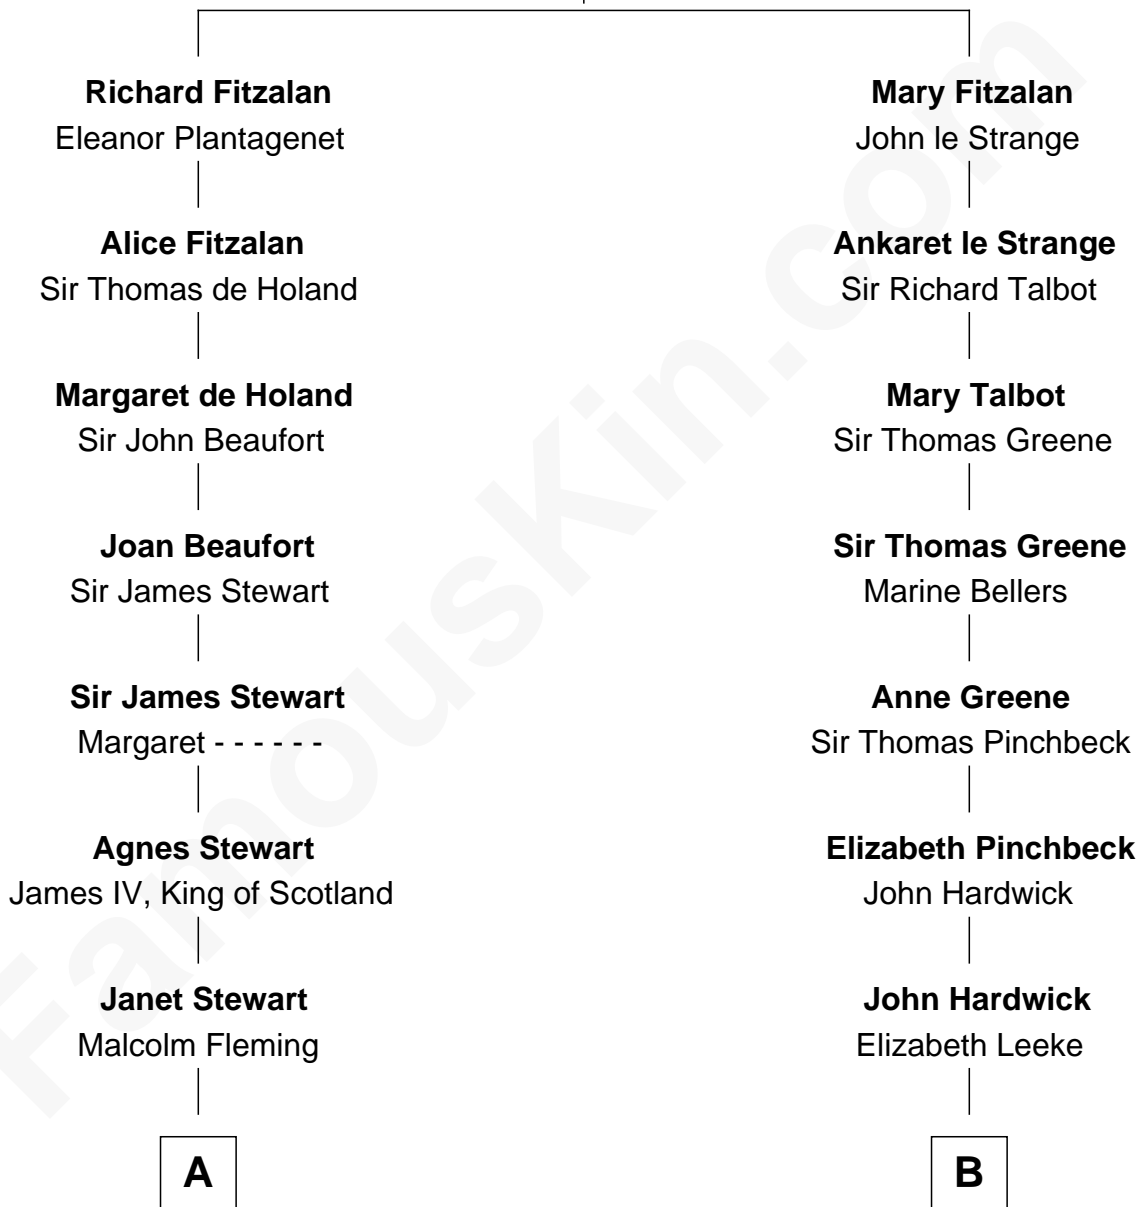 Richard Fitzalan
Eleanor Plantagenet
Alice Fitzalan
Sir Thomas de Holand
Margaret de Holand
Sir John Beaufort
Joan Beaufort
Sir James Stewart
Sir James Stewart
Margaret - - - - - -
Agnes Stewart
James IV, King of Scotland
Janet Stewart
Malcolm Fleming
A
Mary Fitzalan
John le Strange
Ankaret le Strange
Sir Richard Talbot
Mary Talbot
Sir Thomas Greene
Sir Thomas Greene
Marine Bellers
Anne Greene
Sir Thomas Pinchbeck
Elizabeth Pinchbeck
John Hardwick
John Hardwick
Elizabeth Leeke
B
FamousKin.com